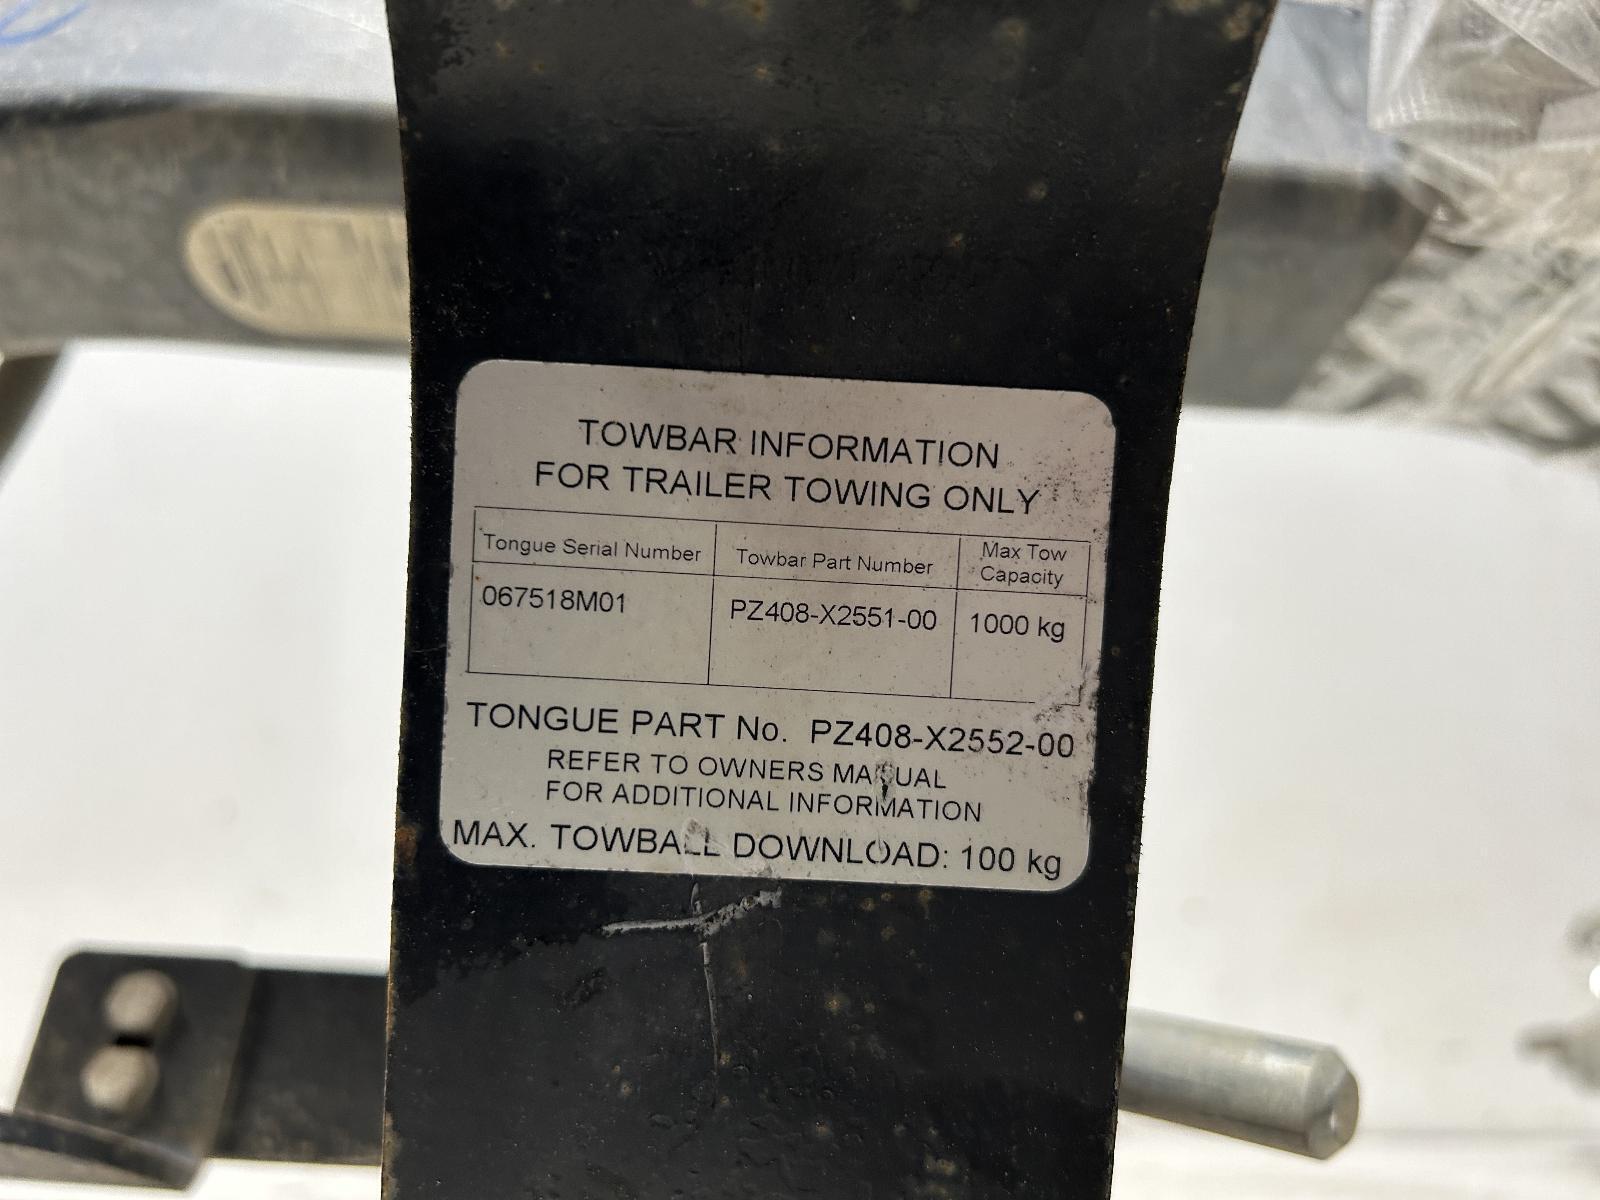 TOWBAR INFORMATION
FOR TRAILER TOWING ONLY
Tongue Serial Number Towbar Part Number Max Tow Capacity
067518M01 PZ408-X2551-00 1000 kg
TONGUE PART No. PZ408-X2552-00
REFER TO OWNERS MANUAL
FOR ADDITIONAL INFORMATION
MAX. TOWBALL DOWNLOAD: 100 kg